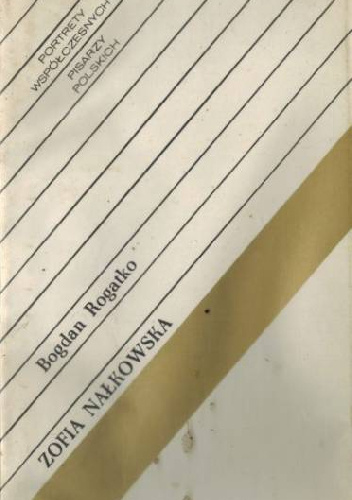 PORTRETY
WSPÓŁCZESNYCH
PISARZY
POLSKICH
Bogdan Rogatko
ZOFIA NAŁKOWSKA